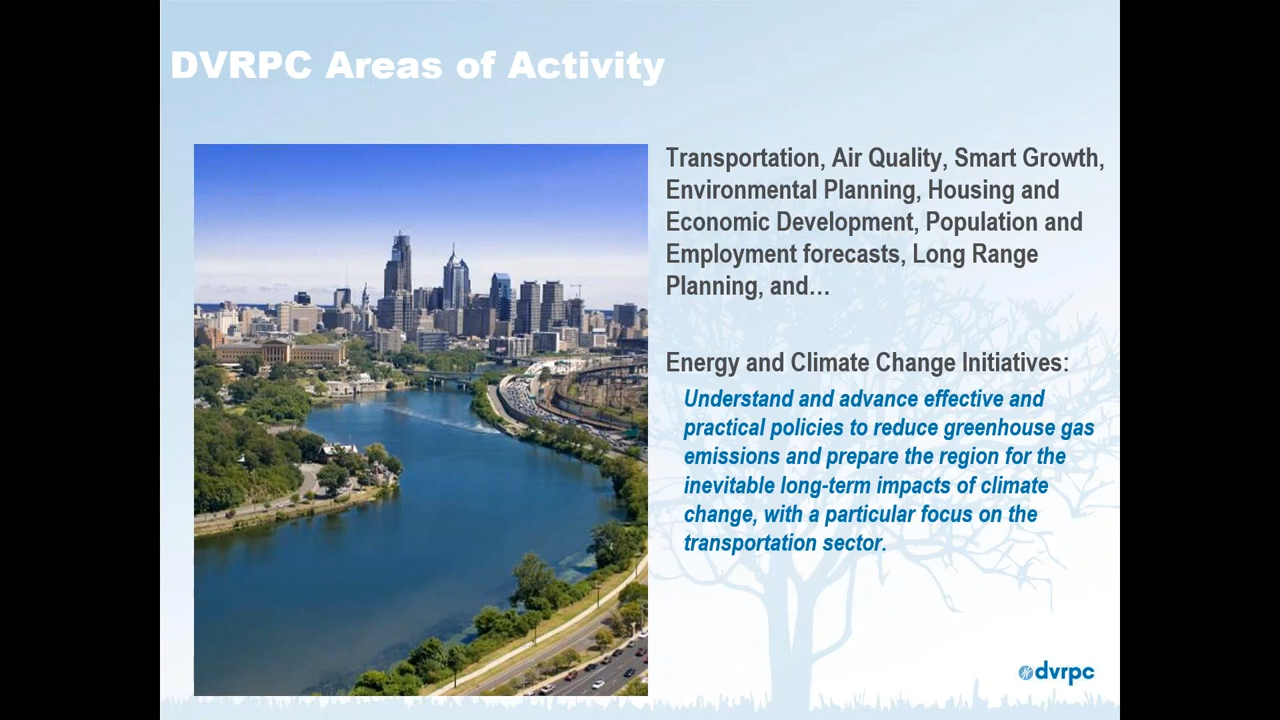 DVRPC Areas of Activity
Transportation, Air Quality, Smart Growth,
Environmental Planning, Housing and
Economic Development, Population and
Employment forecasts, Long Range
Planning, and…
Energy and Climate Change Initiatives:
Understand and advance effective and
practical policies to reduce greenhouse gas
emissions and prepare the region for the
inevitable long-term impacts of climate
change, with a particular focus on the
transportation sector.
dvrpc